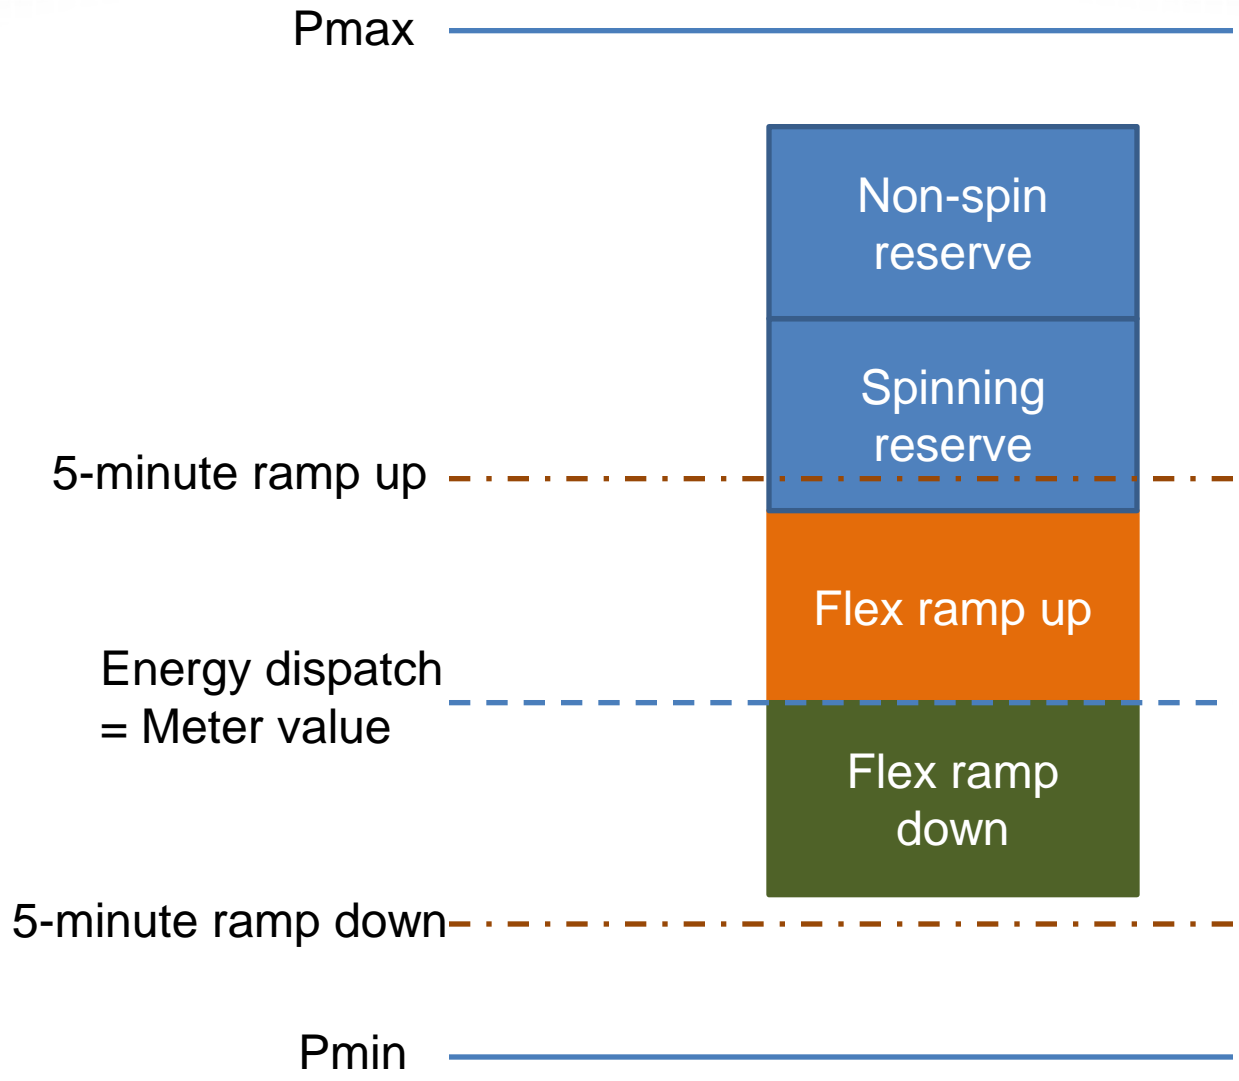 Pmax
Non-spin
reserve
Spinning
reserve
5-minute ramp up
Flex ramp up
Energy dispatch
= Meter value
Flex ramp
down
5-minute ramp down
Pmin